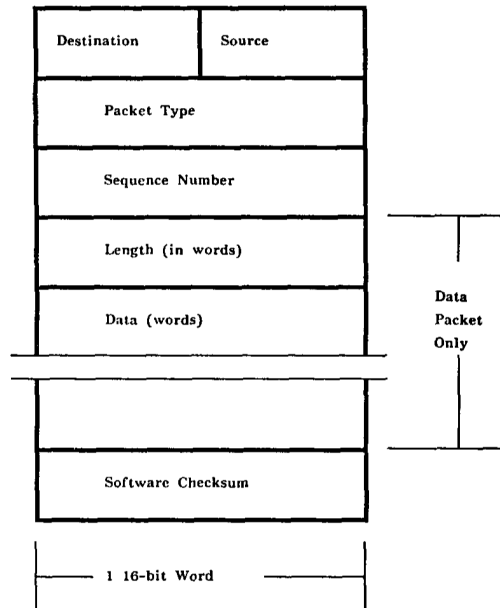 Destination Source
Packet Type
Sequence Number
Length (in words)
Data (words)
Data
Packet
Only
Software Checksum
1 16-bit Word